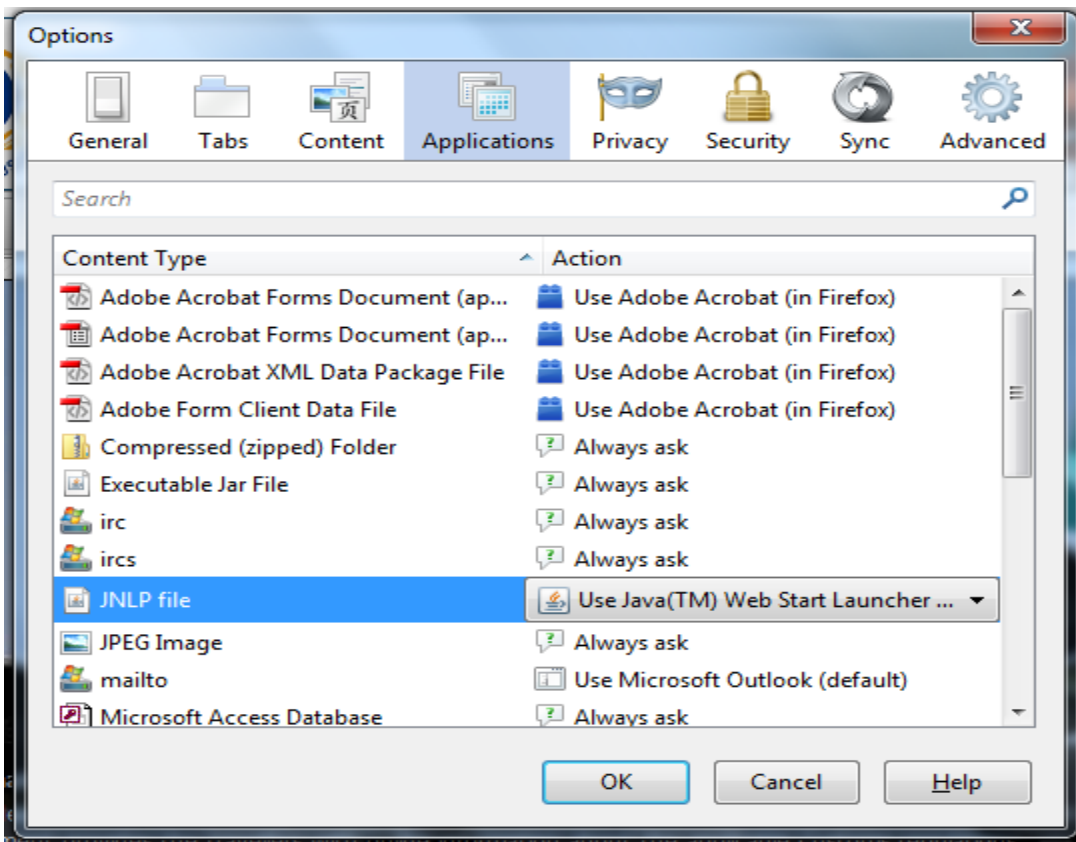 Options
General Tabs Content Applications Privacy Security Sync Advanced
页
Search
Content Type Action
Adobe Acrobat Forms Document (ap... Use Adobe Acrobat (in Firefox)
Adobe Acrobat Forms Document (ap... Use Adobe Acrobat (in Firefox)
Adobe Acrobat XML Data Package File Use Adobe Acrobat (in Firefox)
Adobe Form Client Data File Use Adobe Acrobat (in Firefox)
Compressed (zipped) Folder Always ask
Executable Jar File Always ask
irc Always ask
ircs Always ask
JNLP file Use Java(TM) Web Start Launcher ...
JPEG Image Always ask
mailto Use Microsoft Outlook (default)
Microsoft Access Database Always ask
OK Cancel Help